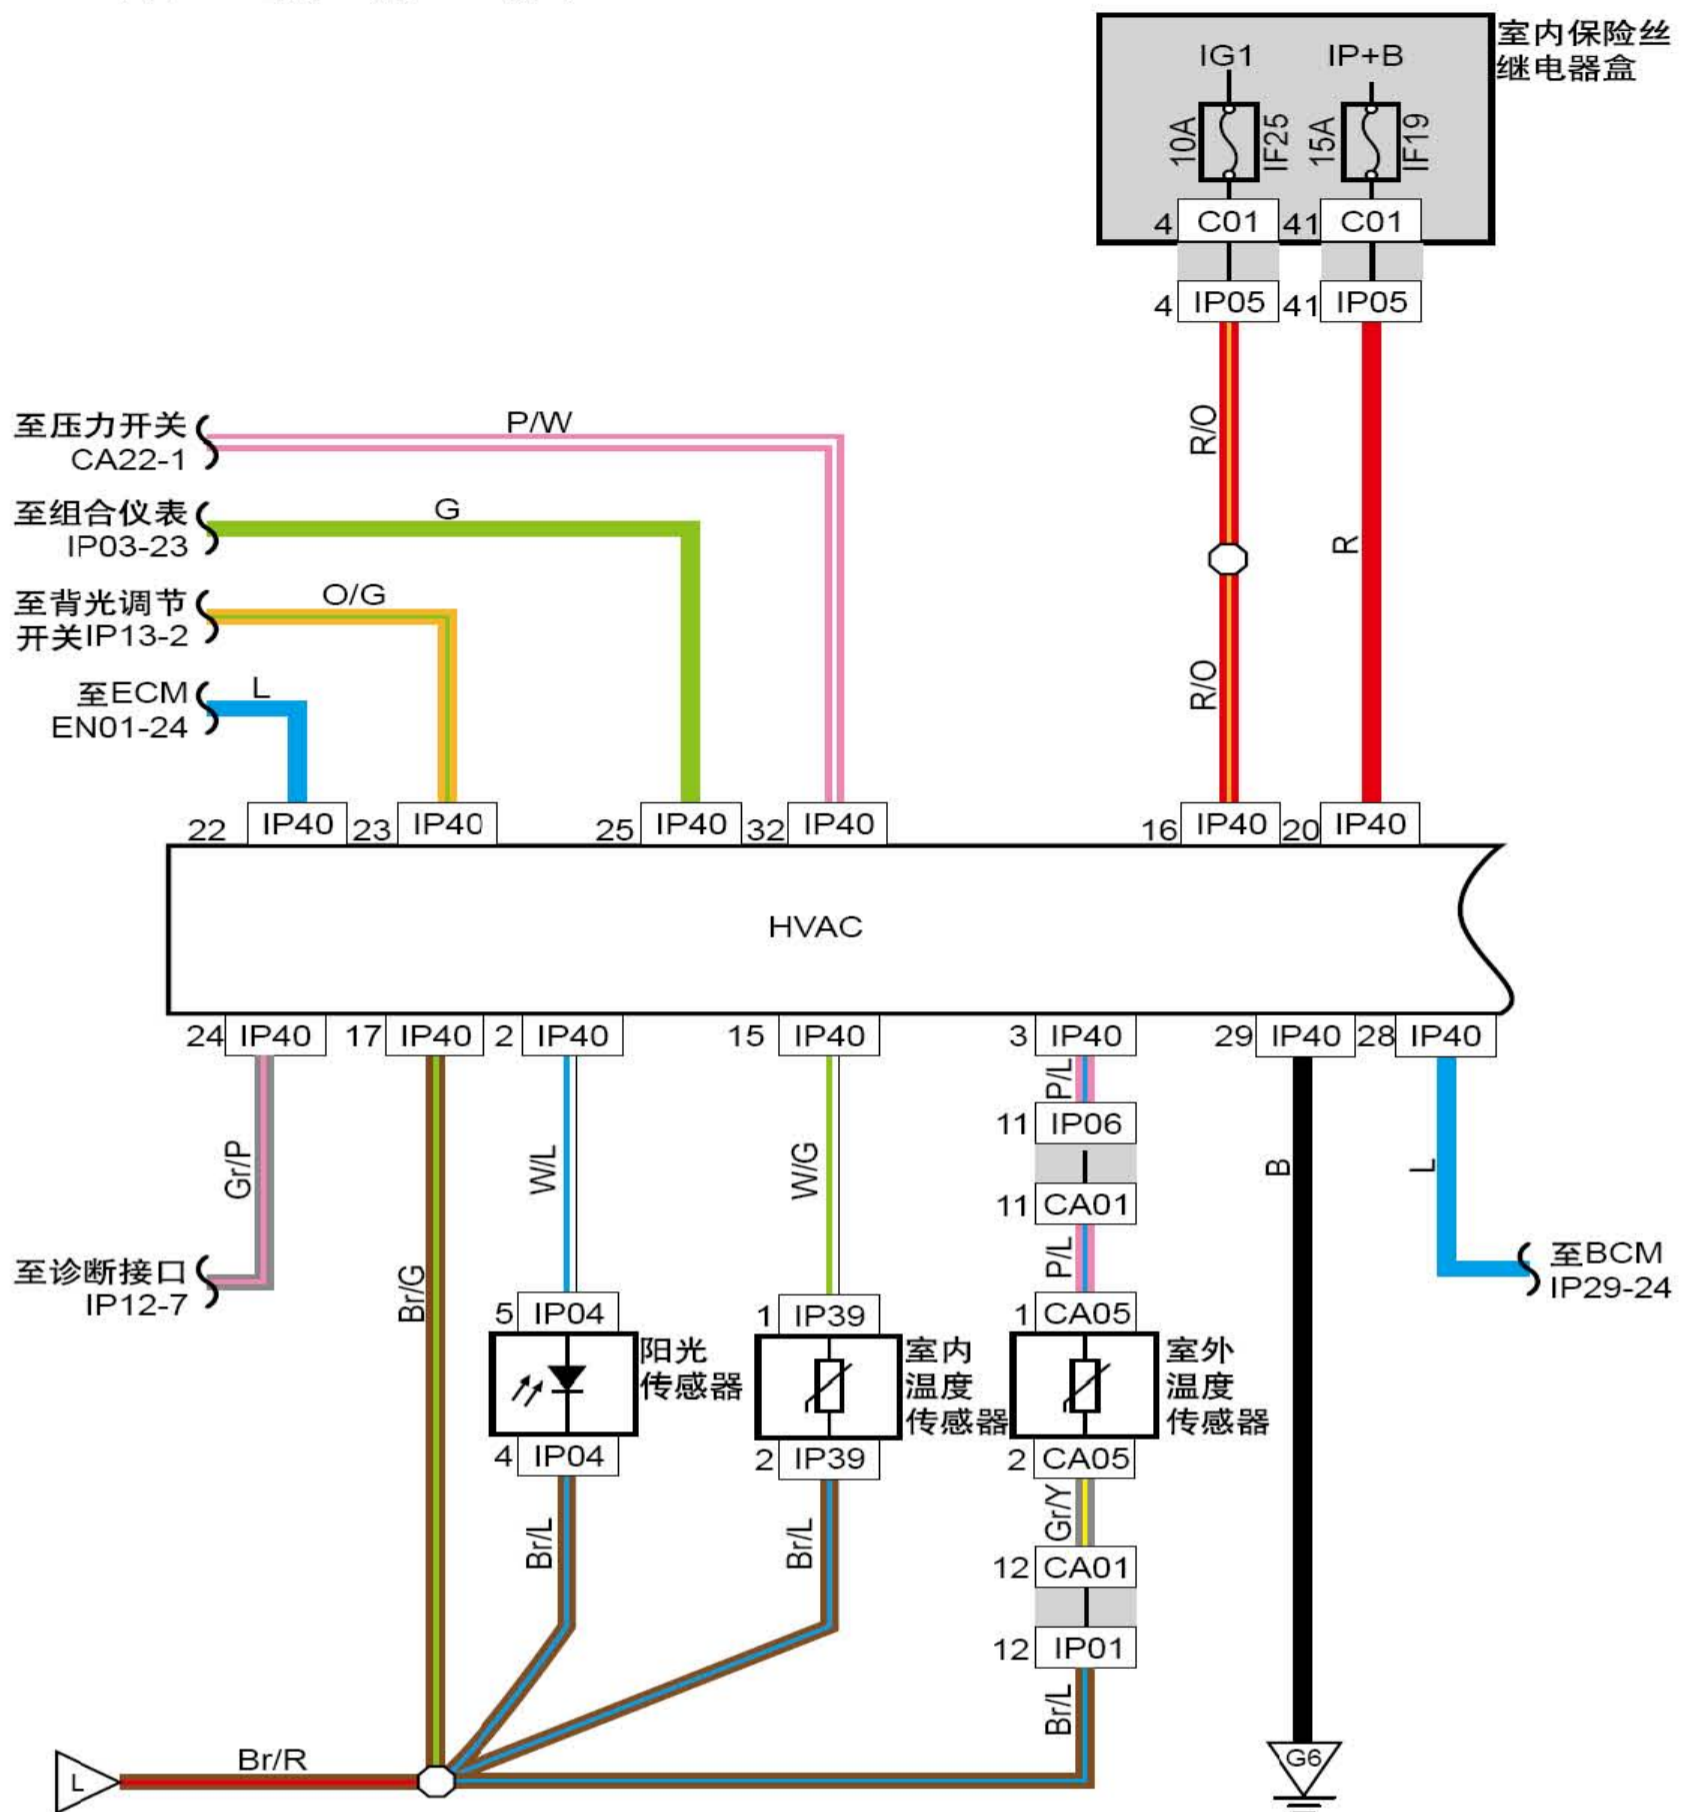 室内保险丝
继电器盒
IG1 IP+B
10A IF25 15A IF19
4 C01 41 C01
4 IP05 41 IP05
R/O
R
R/O
至压力开关
CA22-1
P/W
至组合仪表
IP03-23
G
至背光调节
开关IP13-2
O/G
至ECM
EN01-24
L
22 IP40 23 IP40 25 IP40 32 IP40 16 IP40 20 IP40
HVAC
24 IP40 17 IP40 2 IP40 15 IP40 3 IP40 29 IP40 28 IP40
P/L
11 IP06
Gr/P W/L W/G B L
11 CA01
P/L
至诊断接口
IP12-7
Br/G
至BCM
IP29-24
5 IP04 1 IP39 1 CA05
阳光
传感器
室内
温度
传感器
室外
温度
传感器
4 IP04 2 IP39 2 CA05
Br/L Br/L Gr/Y
12 CA01
12 IP01
Br/L
L Br/R
G6